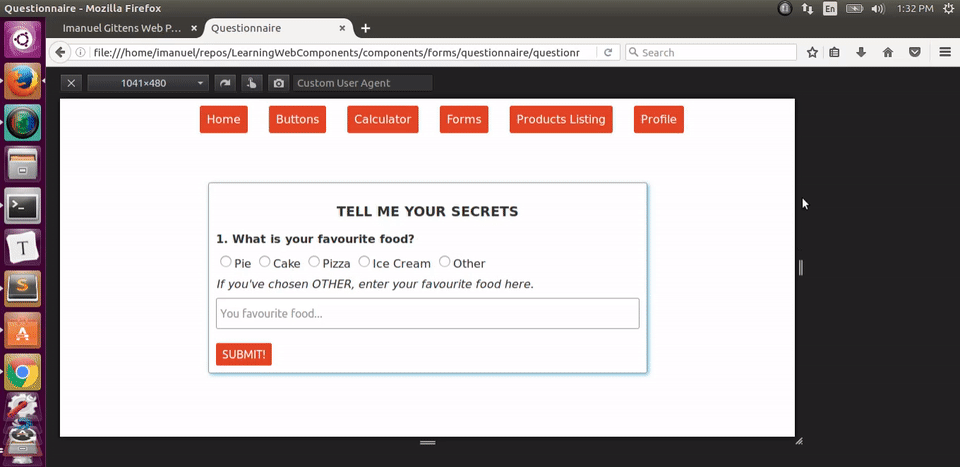 Questionnaire - Mozilla Firefox
En
1:32 PM
Imanuel Gittens Web P...
Questionnaire
file:///home/imanuel/repos/LearningWebComponents/components/forms/questionnaire/questionr
Search
1041×480
Custom User Agent
Home Buttons Calculator Forms Products Listing Profile
TELL ME YOUR SECRETS
1. What is your favourite food?
Pie Cake Pizza Ice Cream Other
If you've chosen OTHER, enter your favourite food here.
You favourite food...
SUBMIT!